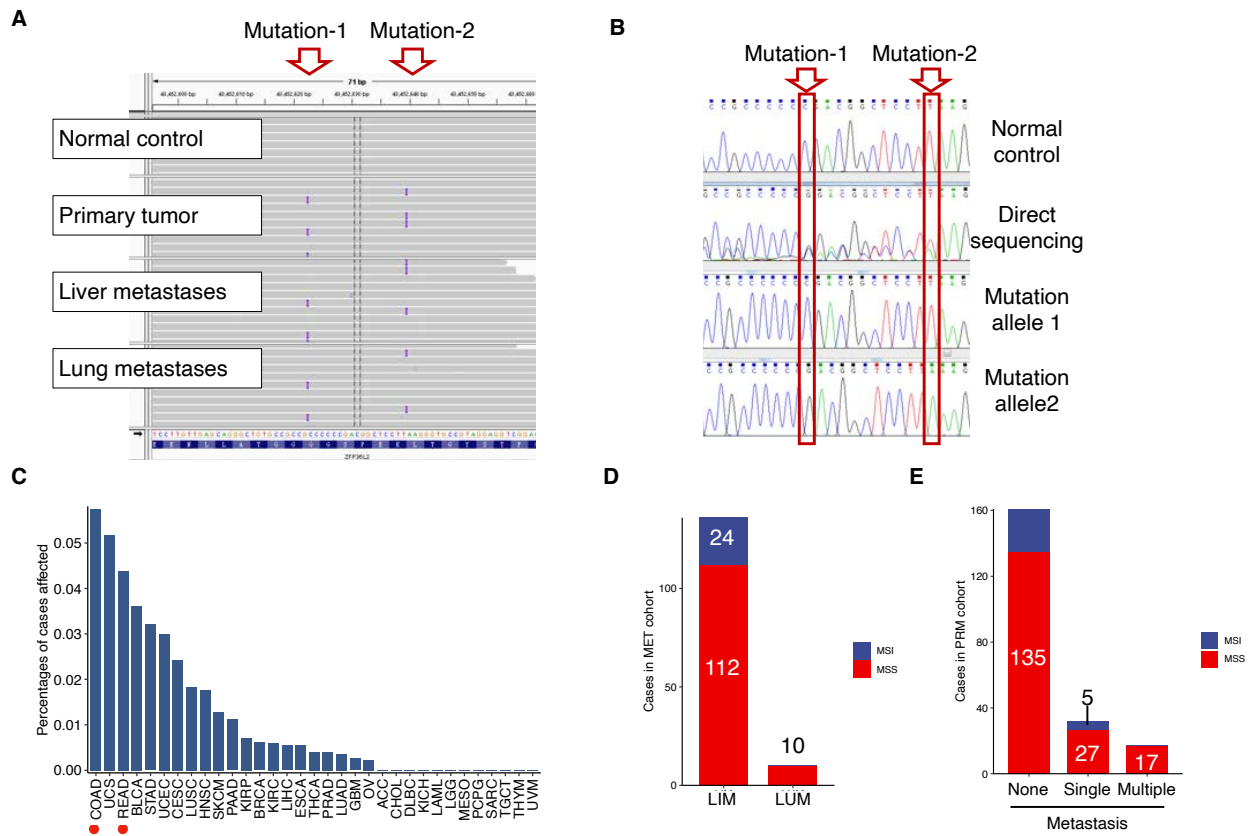 A
Mutation-1
Mutation-2
71 bp
Normal control
Primary tumor
Liver metastases
Lung metastases
ZFP36L2
B
Mutation-1
Mutation-2
C C G C C C C C C G A C G G C T C C T T G A G
Normal
control
Direct
sequencing
Mutation
allele 1
Mutation
allele2
C
Percentages of cases affected
0.05
0.04
0.03
0.02
0.01
0.00
COAD
UCS
READ
BLCA
STAD
UCEC
CESC
LUSC
HNSC
SKCM
PAAD
KIRP
BRCA
KIRC
LIHC
ESCA
THCA
PRAD
LUAD
GBM
OV
ACC
CHOL
DLBC
KICH
LAML
LGG
MESO
PCPG
SARC
TGCT
THYM
UVM
D
Cases in MET cohort
100
50
0
24
112
10
LIM
LUM
MSI
MSS
E
Cases in PRM cohort
160
120
80
40
0
135
5
27
17
None
Single
Multiple
Metastasis
MSI
MSS